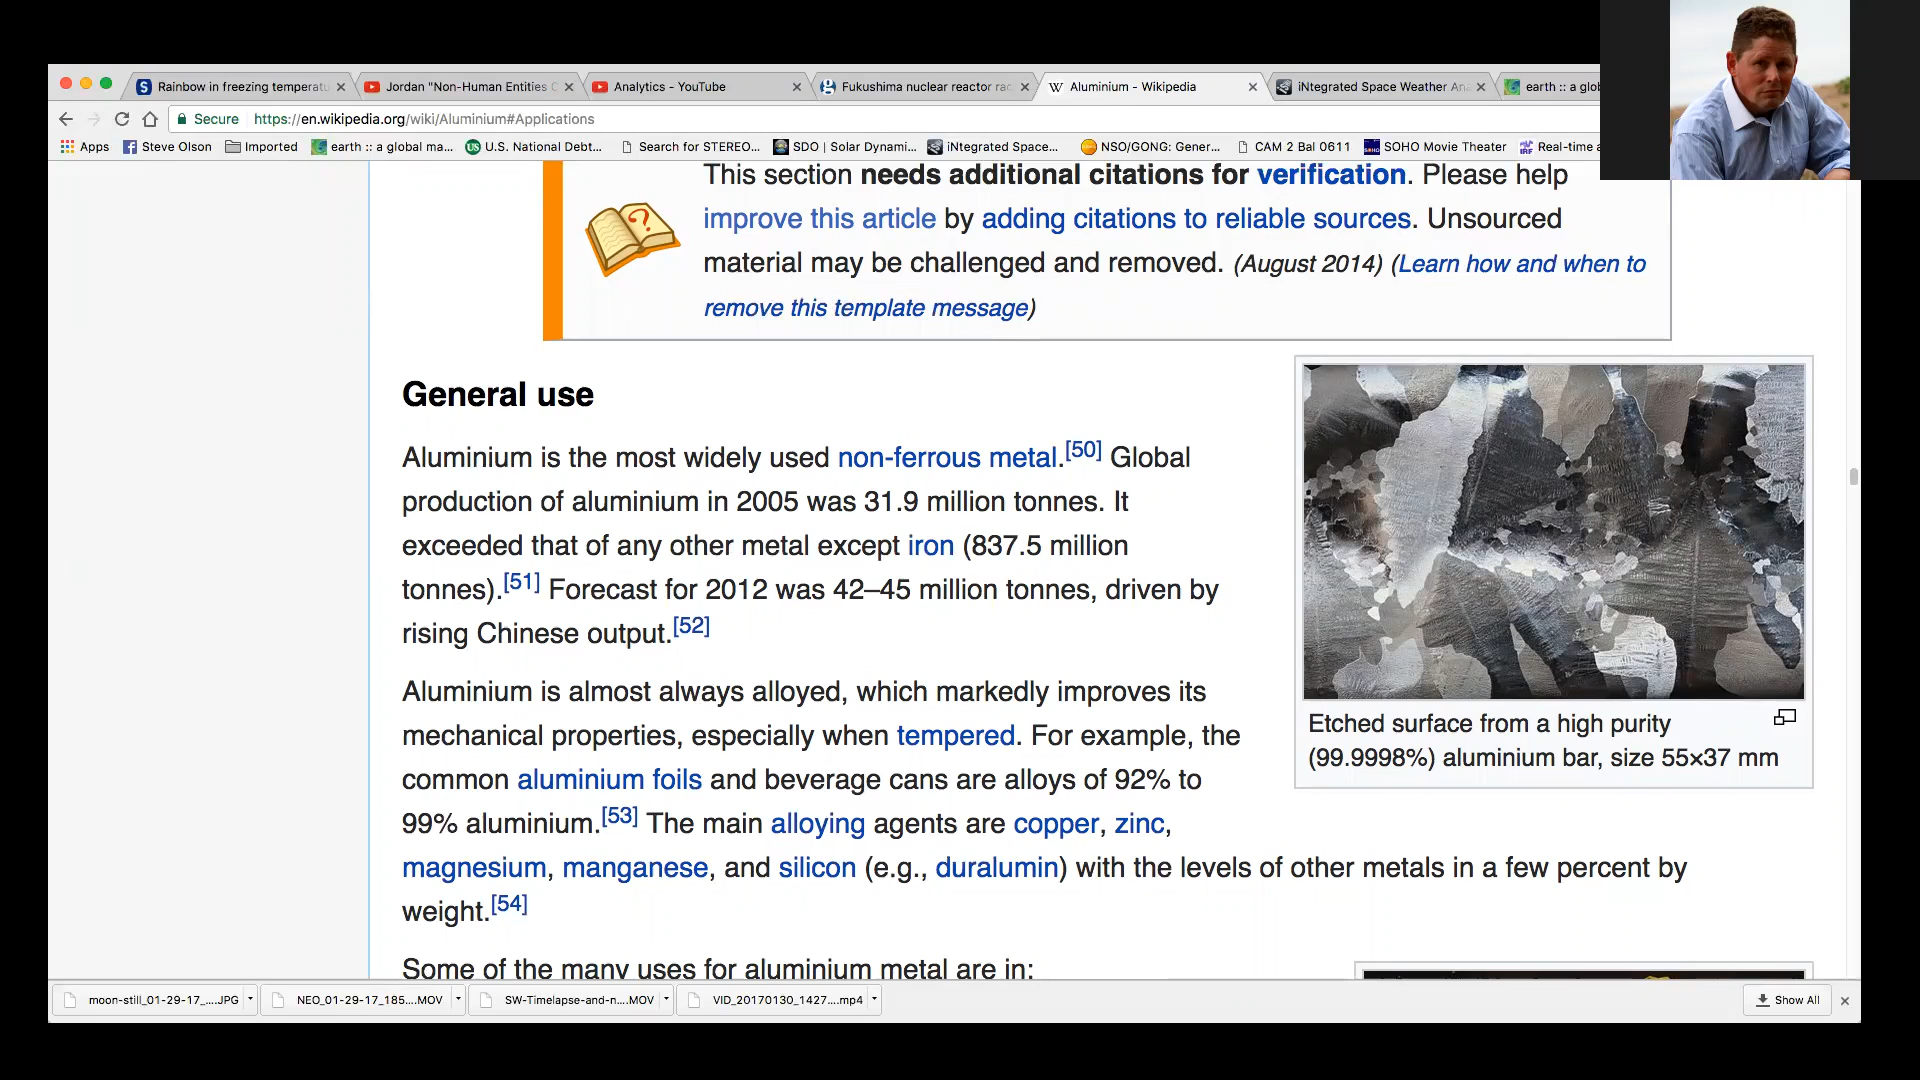 Rainbow in freezing temperatu
Jordan "Non-Human Entities C
Analytics - YouTube
Fukushima nuclear reactor rac
Aluminium - Wikipedia
iNtegrated Space Weather Ana
earth :: a glob
Secure
https://en.wikipedia.org/wiki/Aluminium#Applications
Apps
Steve Olson
Imported
earth :: a global ma...
U.S. National Debt...
Search for STEREO...
SDO | Solar Dynami...
iNtegrated Space...
NSO/GONG: Gener...
CAM 2 Bal 0611
SOHO Movie Theater
Real-time a
This section needs additional citations for verification. Please help
improve this article by adding citations to reliable sources. Unsourced
material may be challenged and removed. (August 2014) (Learn how and when to
remove this template message)
General use
Aluminium is the most widely used non-ferrous metal.[50] Global
production of aluminium in 2005 was 31.9 million tonnes. It
exceeded that of any other metal except iron (837.5 million
tonnes).[51] Forecast for 2012 was 42–45 million tonnes, driven by
rising Chinese output.[52]
Etched surface from a high purity
(99.9998%) aluminium bar, size 55×37 mm
Aluminium is almost always alloyed, which markedly improves its
mechanical properties, especially when tempered. For example, the
common aluminium foils and beverage cans are alloys of 92% to
99% aluminium.[53] The main alloying agents are copper, zinc,
magnesium, manganese, and silicon (e.g., duralumin) with the levels of other metals in a few percent by
weight.[54]
Some of the many uses for aluminium metal are in:
moon-still_01-29-17_....JPG
NEO_01-29-17_185....MOV
SW-Timelapse-and-n....MOV
VID_20170130_1427....mp4
Show All